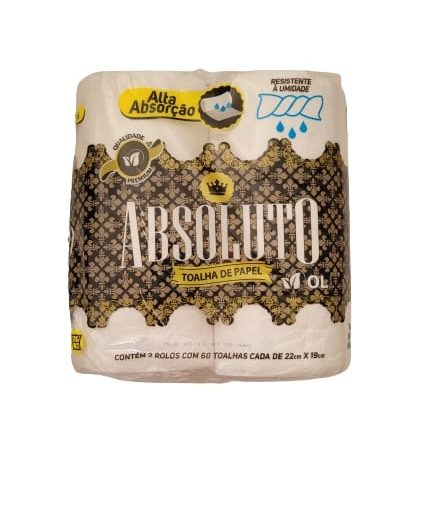 Alta
Absorção
RESISTENTE
À UMIDADE
QUALIDADE
PREMIUM
ABSOLUTO
TOALHA DE PAPEL
OL
CONTÉM 2 ROLOS COM 60 TOALHAS CADA DE 22cm X 19cm